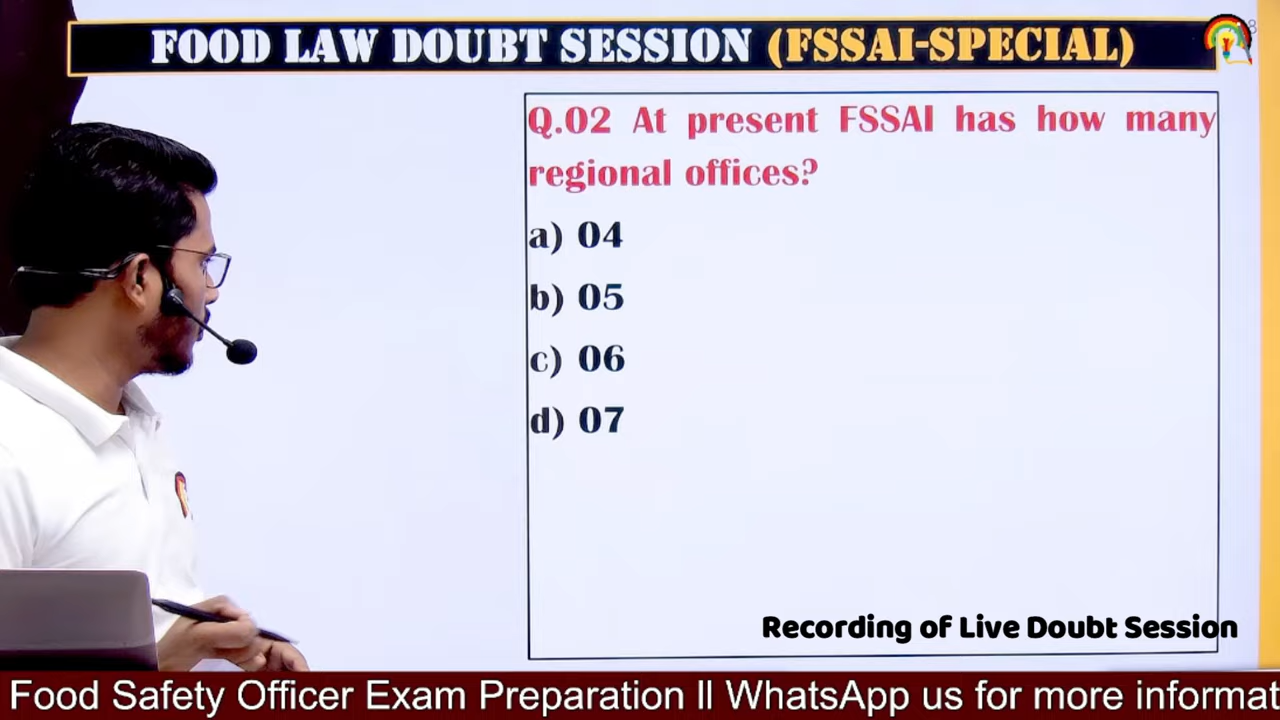 FOOD LAW DOUBT SESSION (FSSAI-SPECIAL)
Q.02 At present FSSAI has how many
regional offices?
a) 04
b) 05
c) 06
d) 07
Recording of Live Doubt Session
Food Safety Officer Exam Preparation II WhatsApp us for more informat